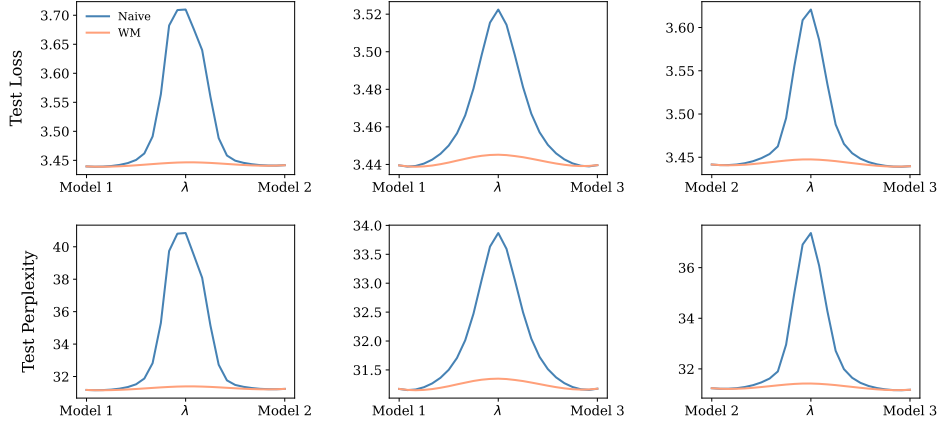 Test Loss
3.70
3.65
3.60
3.55
3.50
3.45
Naive
WM
Model 1 λ Model 2
3.52
3.50
3.48
3.46
3.44
Model 1 λ Model 3
3.60
3.55
3.50
3.45
Model 2 λ Model 3
Test Perplexity
40
38
36
34
32
Model 1 λ Model 2
34.0
33.5
33.0
32.5
32.0
31.5
Model 1 λ Model 3
36
34
32
Model 2 λ Model 3